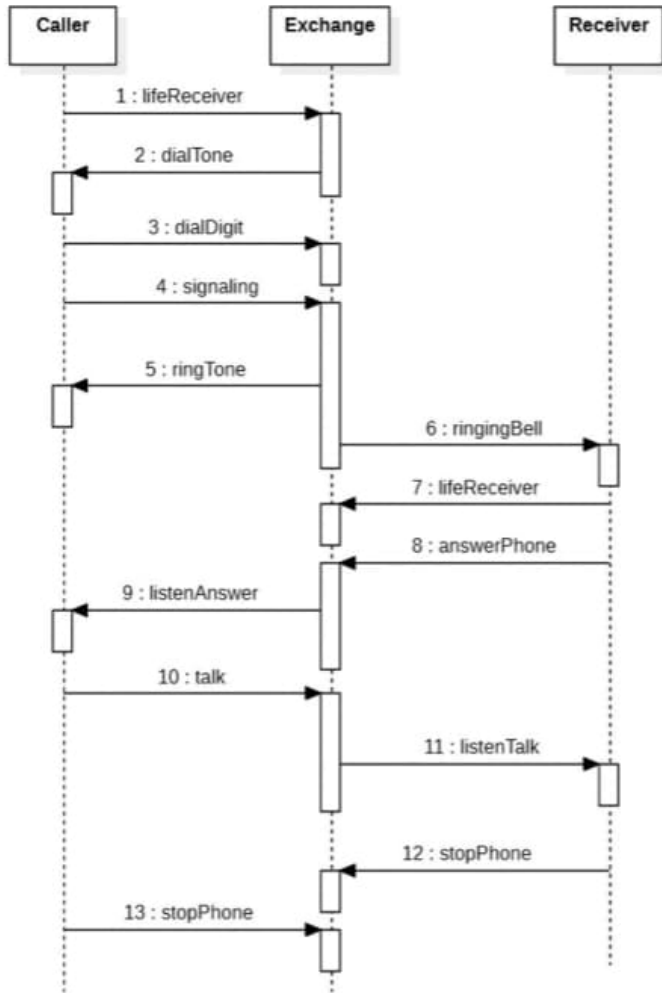 Caller
Exchange
Receiver
1 : lifeReceiver
2 : dialTone
3 : dialDigit
4 : signaling
5 : ringTone
6 : ringingBell
7 : lifeReceiver
8 : answerPhone
9 : listenAnswer
10 : talk
11 : listenTalk
12 : stopPhone
13 : stopPhone